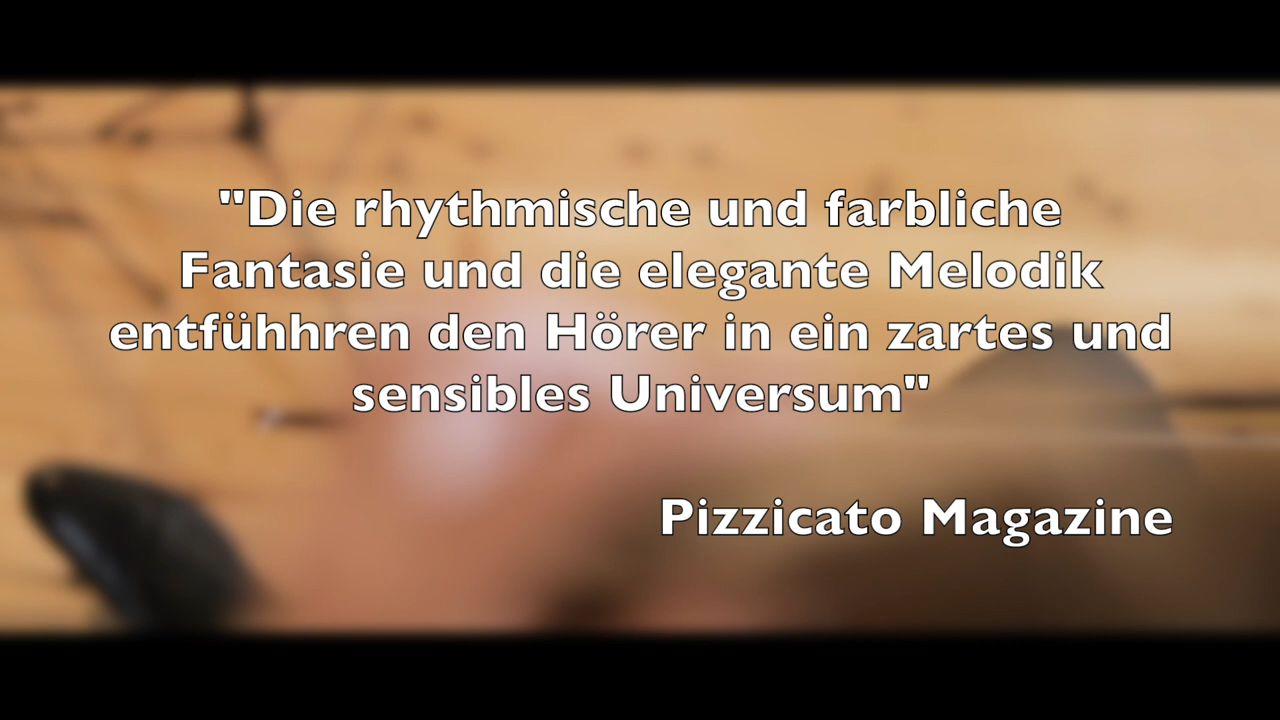 "Die rhythmische und farbliche
Fantasie und die elegante Melodik
entfühhren den Hörer in ein zartes und
sensibles Universum"
Pizzicato Magazine